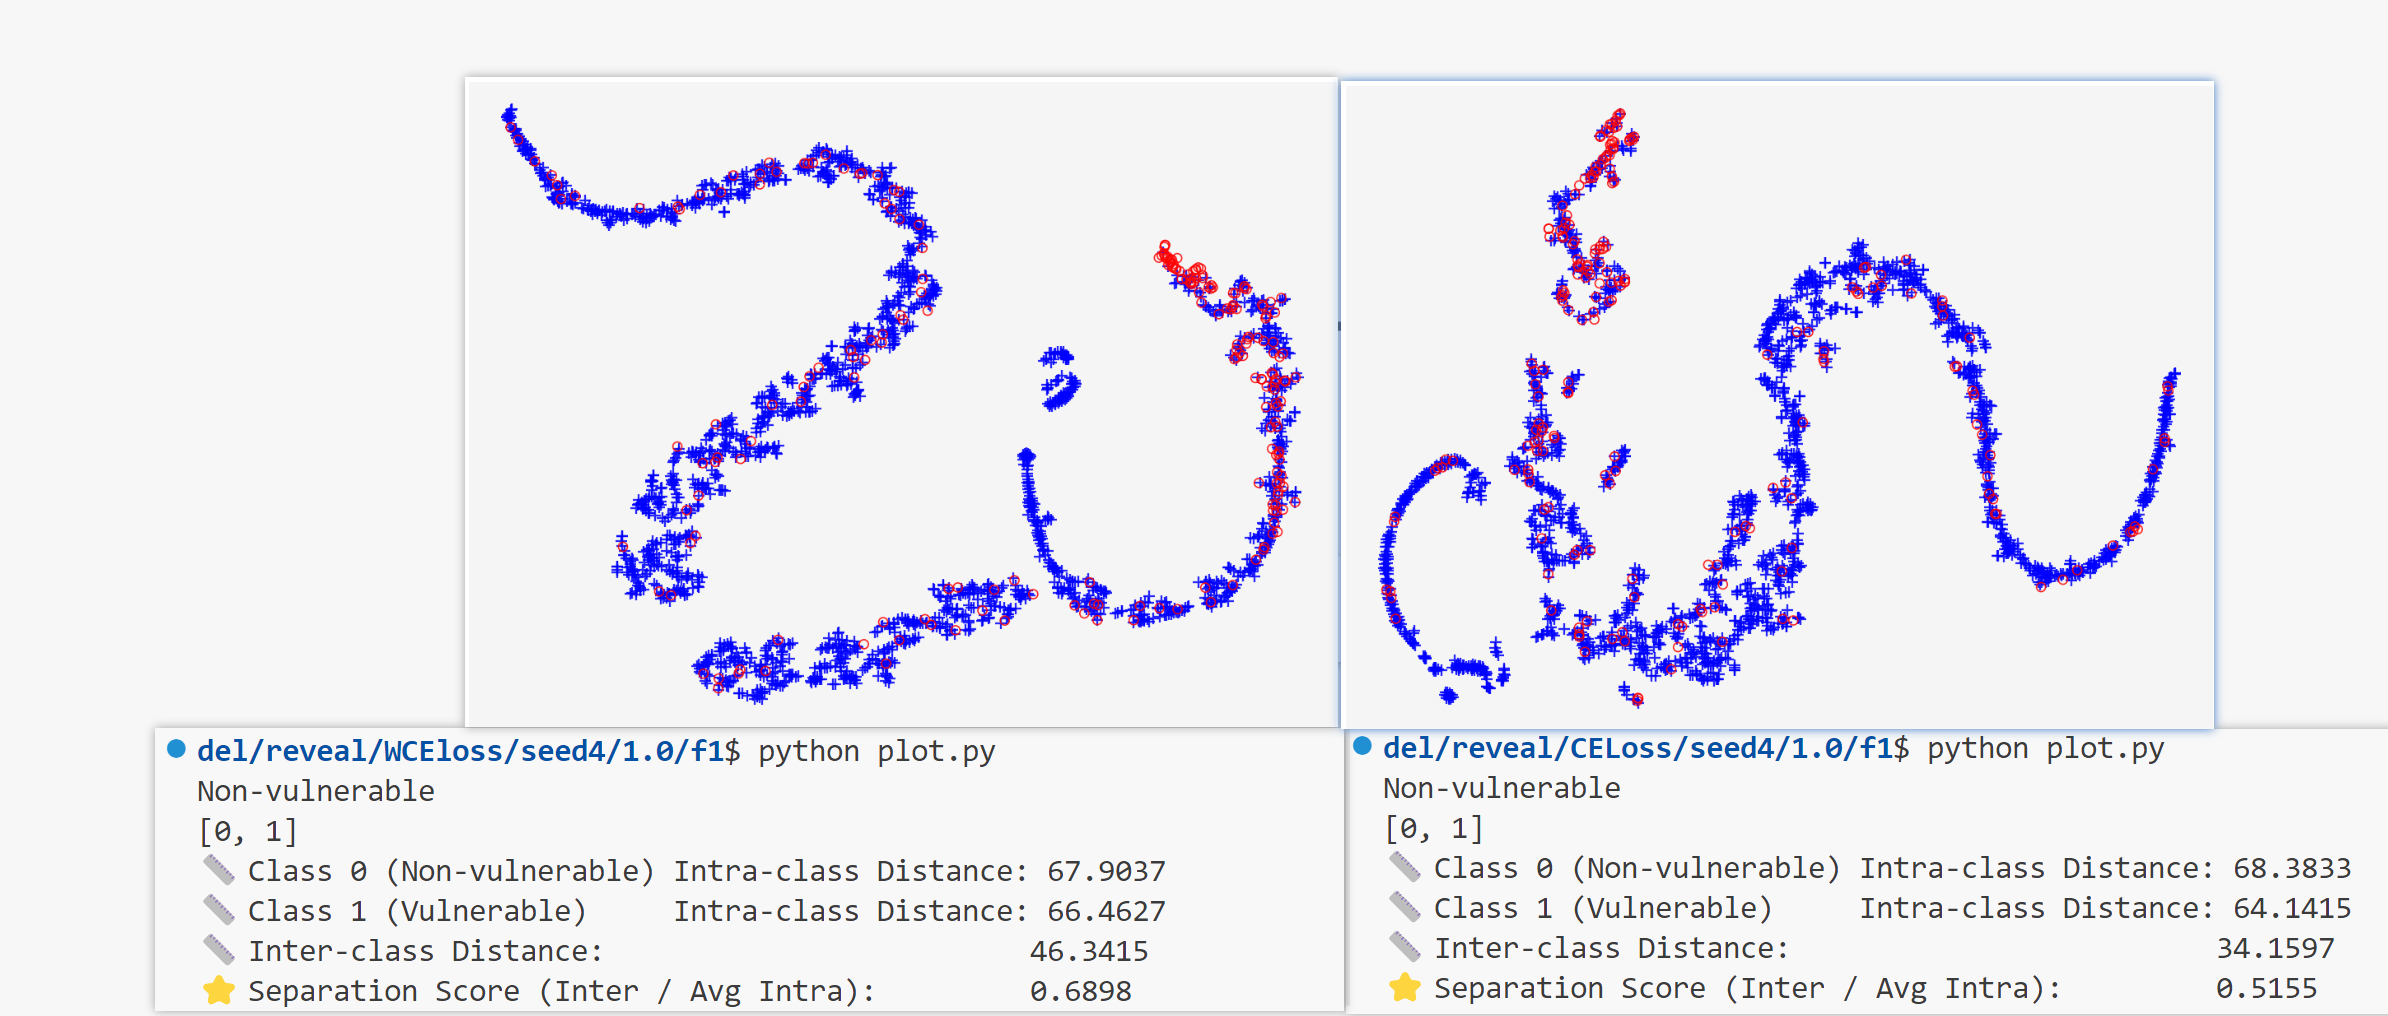 del/reveal/WCEloss/seed4/1.0/f1$ python plot.py
Non-vulnerable
[0, 1]
📏 Class 0 (Non-vulnerable) Intra-class Distance: 67.9037
📏 Class 1 (Vulnerable) Intra-class Distance: 66.4627
📏 Inter-class Distance: 46.3415
⭐ Separation Score (Inter / Avg Intra): 0.6898
del/reveal/CELoss/seed4/1.0/f1$ python plot.py
Non-vulnerable
[0, 1]
📏 Class 0 (Non-vulnerable) Intra-class Distance: 68.3833
📏 Class 1 (Vulnerable) Intra-class Distance: 64.1415
📏 Inter-class Distance: 34.1597
⭐ Separation Score (Inter / Avg Intra): 0.5155